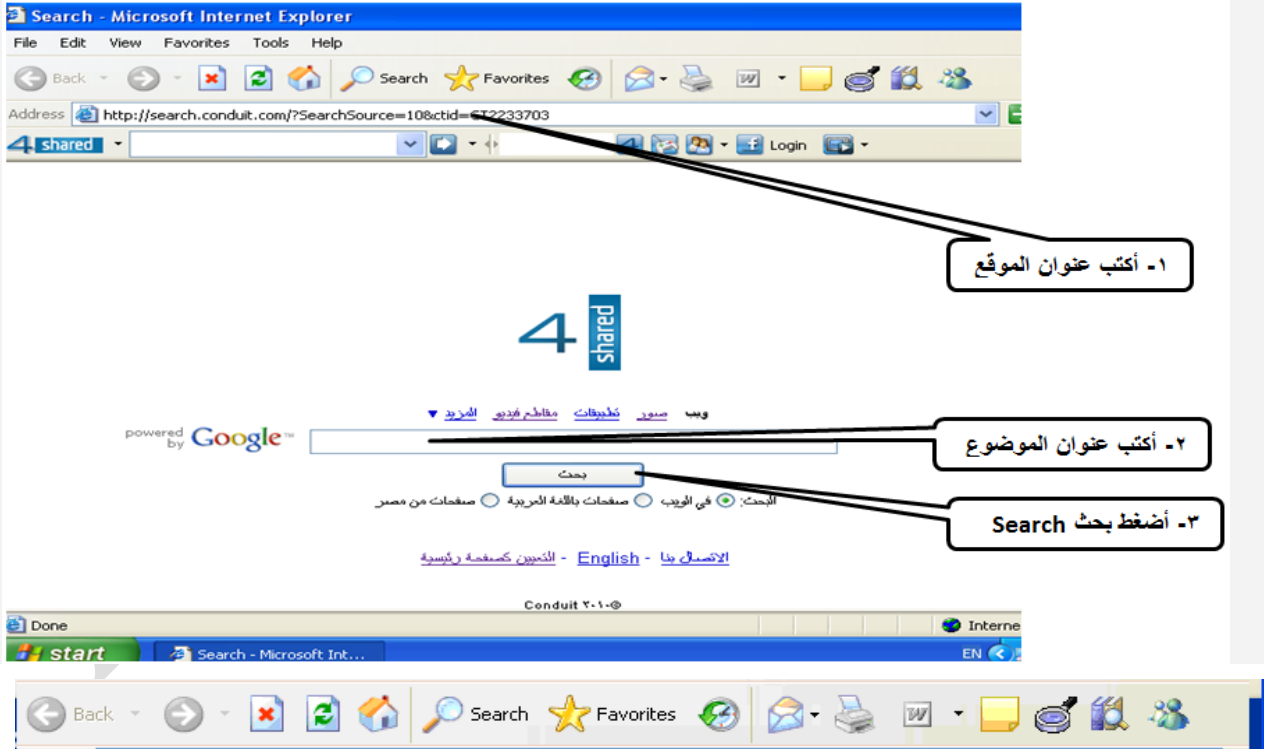 Search - Microsoft Internet Explorer
File Edit View Favorites Tools Help
Back Search Favorites
Address http://search.conduit.com/?SearchSource=10&ctid=CT2233703
4 shared Login
١- أكتب عنوان الموقع
4 shared
ويب صور تطبيقات مقاطع فيديو المزيد ▼
powered by Google™
٢- أكتب عنوان الموضوع
بحث
البحث: في الويب صفحات باللغة العربية صفحات من مصر
٣- أضغط بحث Search
الاتصال بنا - English - التعيين كصفحة رئيسية
Conduit ٢٠١٠©
Done Interne
start Search - Microsoft Int... EN
Back Search Favorites